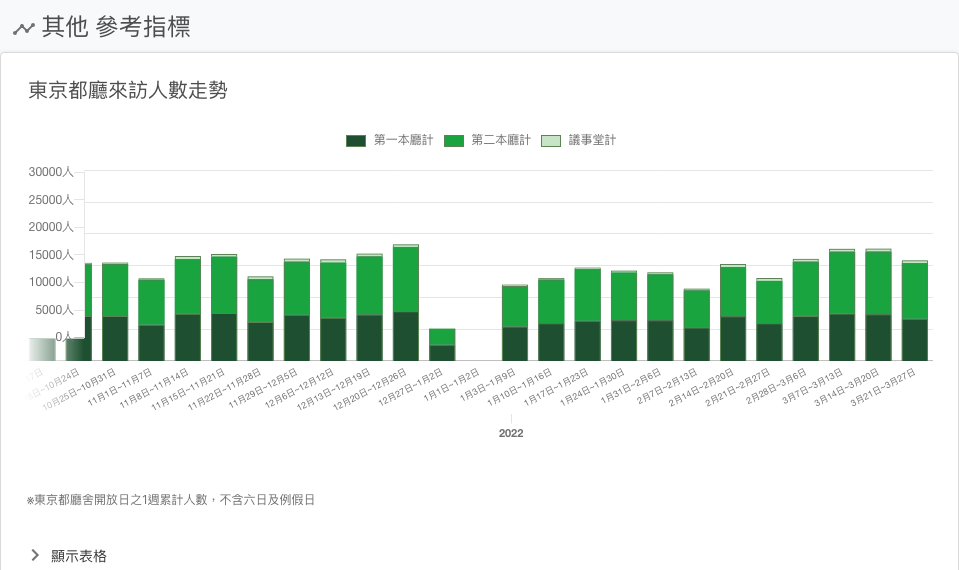 其他 參考指標
東京都廳來訪人數走勢
第一本廳計 第二本廳計 議事堂計
30000人
25000人
20000人
15000人
10000人
5000人
0人
10月25日~10月31日
11月1日~11月7日
11月8日~11月14日
11月15日~11月21日
11月22日~11月28日
11月29日~12月5日
12月6日~12月12日
12月13日~12月19日
12月20日~12月26日
12月27日~1月2日
1月1日~1月2日
1月3日~1月9日
1月10日~1月16日
1月17日~1月23日
1月24日~1月30日
1月31日~2月6日
2月7日~2月13日
2月14日~2月20日
2月21日~2月27日
2月28日~3月6日
3月7日~3月13日
3月14日~3月20日
3月21日~3月27日
2022
※東京都廳舍開放日之1週累計人數，不含六日及例假日
顯示表格